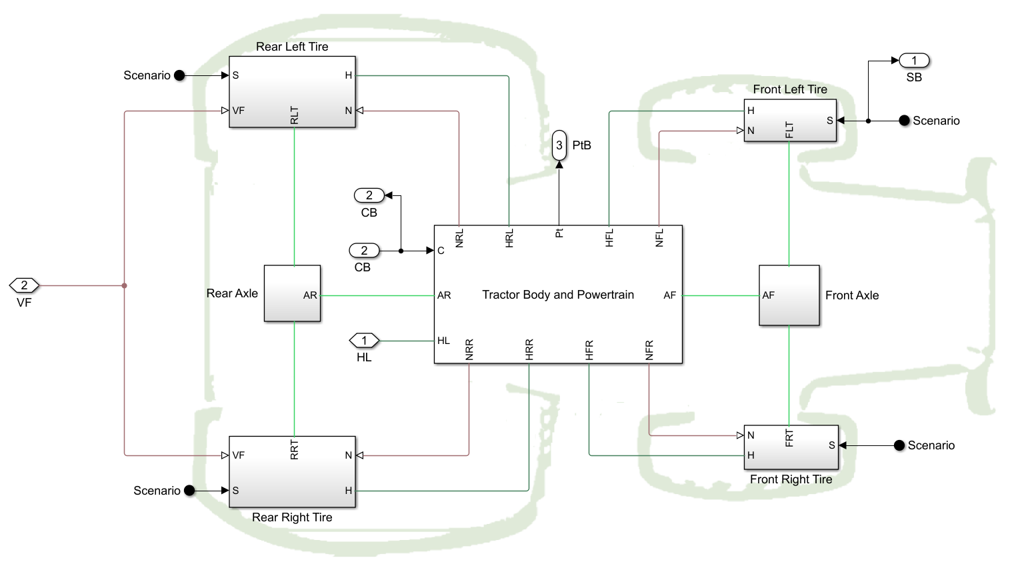 Rear Left Tire
Scenario
S
H
VF
N
RLT
1
SB
Front Left Tire
H
N
S
FLT
Scenario
3
PtB
2
CB
2
CB
C
NRL
HRL
Pt
HFL
NFL
2
VF
Rear Axle
AR
AR
Tractor Body and Powertrain
AF
AF
Front Axle
1
HL
HL
NRR
HRR
HFR
NFR
VF
RRT
N
Scenario
S
H
Rear Right Tire
N
FRT
S
Scenario
H
Front Right Tire